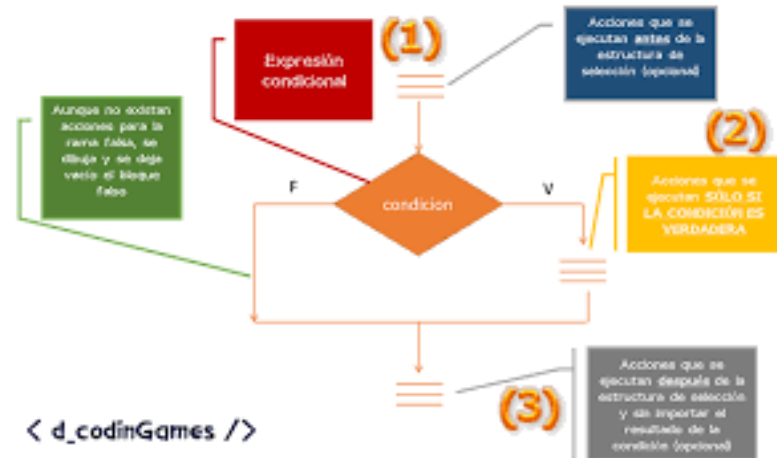 Expresión
condicional
(1)
Acciones que se
ejecutan antes de la
estructura de
selección (opcional)
Aunque no existan
acciones para la
rama falsa, se
dibuja y se deja
vacío el bloque
falso
(2)
F
condicion
V
Acciones que se
ejecutan SÓLO SI
LA CONDICIÓN ES
VERDADERA
Acciones que se
ejecutan después de la
estructura de selección
y sin importar el
resultado de la
condición (opcional)
(3)
< d_codinGames />